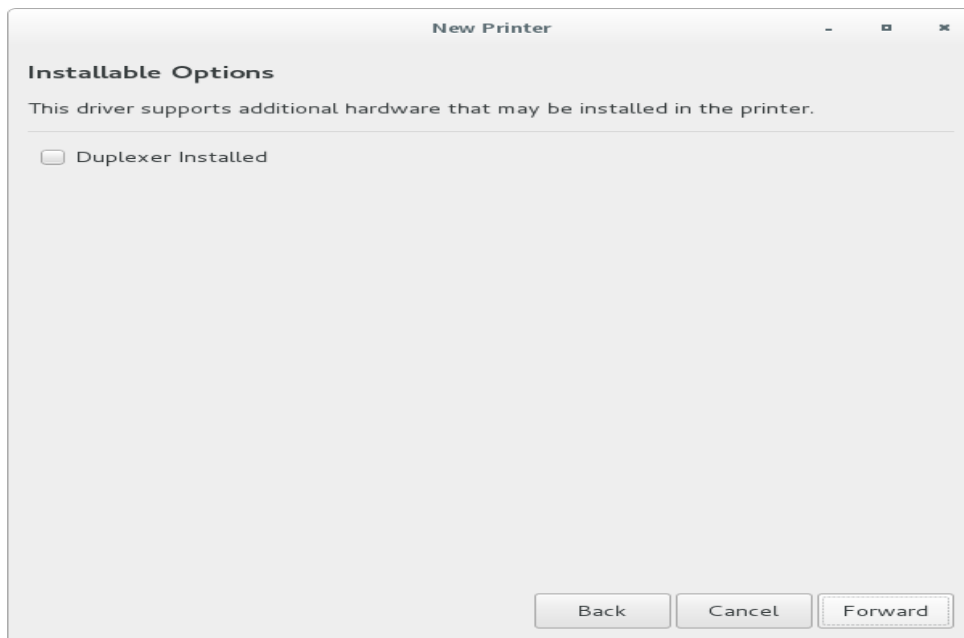 New Printer
Installable Options
This driver supports additional hardware that may be installed in the printer.
Duplexer Installed
Back Cancel Forward